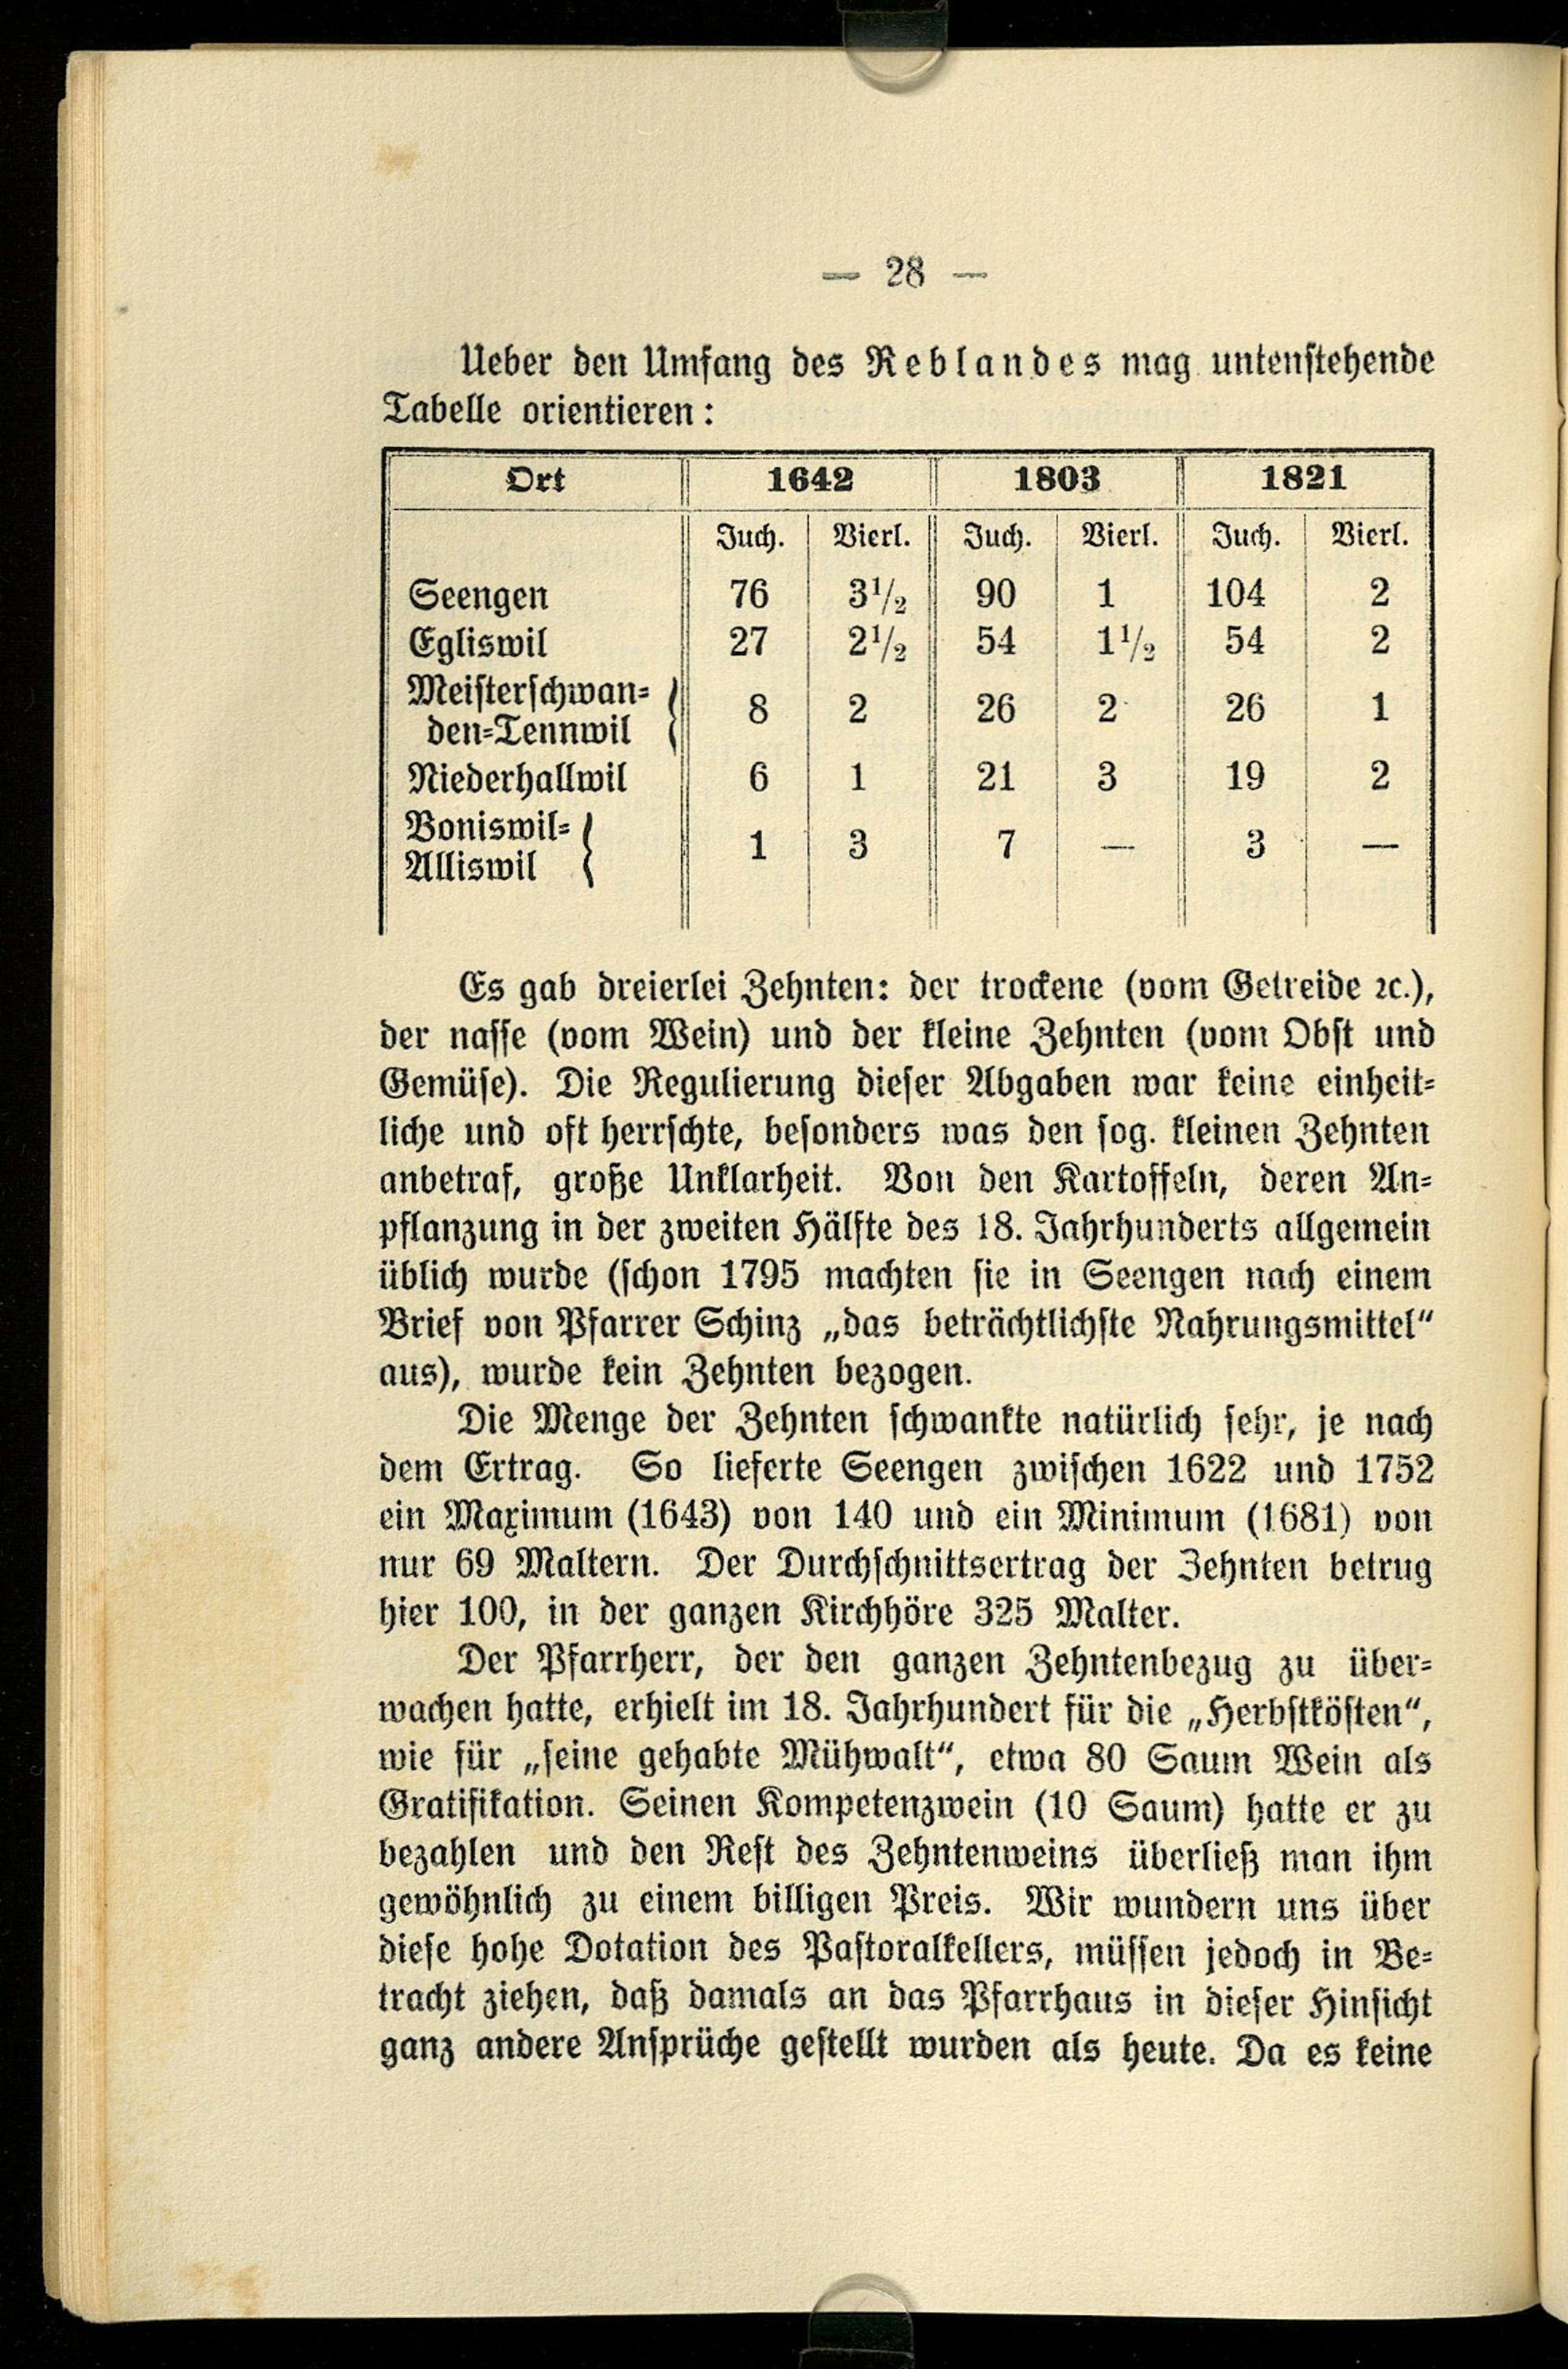 — 28 —
Ueber den Umfang des Reblandes mag untenstehende
Tabelle orientieren:
Ort 1642 1803 1821
Juch. Vierl. Juch. Vierl. Juch. Vierl.
Seengen 76 3½ 90 1 104 2
Egliswil 27 2½ 54 1½ 54 2
Meisterschwan-
den-Tennwil 8 2 26 2 26 1
Niederhallwil 6 1 21 3 19 2
Boniswil-
Alliswil 1 3 7 — 3 —
Es gab dreierlei Zehnten: der trockene (vom Getreide ꝛc.),
der nasse (vom Wein) und der kleine Zehnten (vom Obst und
Gemüse). Die Regulierung dieser Abgaben war keine einheit-
liche und oft herrschte, besonders was den sog. kleinen Zehnten
anbetraf, große Unklarheit. Von den Kartoffeln, deren An-
pflanzung in der zweiten Hälfte des 18. Jahrhunderts allgemein
üblich wurde (schon 1795 machten sie in Seengen nach einem
Brief von Pfarrer Schinz „das beträchtlichste Nahrungsmittel“
aus), wurde kein Zehnten bezogen.
Die Menge der Zehnten schwankte natürlich sehr, je nach
dem Ertrag. So lieferte Seengen zwischen 1622 und 1752
ein Maximum (1643) von 140 und ein Minimum (1681) von
nur 69 Maltern. Der Durchschnittsertrag der Zehnten betrug
hier 100, in der ganzen Kirchhöre 325 Malter.
Der Pfarrherr, der den ganzen Zehntenbezug zu über-
wachen hatte, erhielt im 18. Jahrhundert für die „Herbstkösten“,
wie für „seine gehabte Mühwalt“, etwa 80 Saum Wein als
Gratifikation. Seinen Kompetenzwein (10 Saum) hatte er zu
bezahlen und den Rest des Zehntenweins überließ man ihm
gewöhnlich zu einem billigen Preis. Wir wundern uns über
diese hohe Dotation des Pastoralkellers, müssen jedoch in Be-
tracht ziehen, daß damals an das Pfarrhaus in dieser Hinsicht
ganz andere Ansprüche gestellt wurden als heute. Da es keine